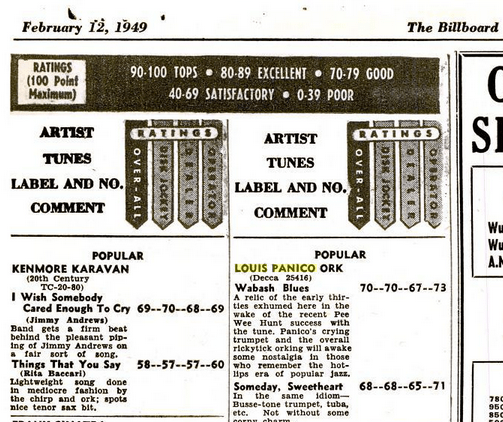 February 12, 1949
The Billboard
RATINGS
(100 Point
Maximum)
90-100 TOPS • 80-89 EXCELLENT • 70-79 GOOD
40-69 SATISFACTORY • 0-39 POOR
ARTIST
TUNES
LABEL AND NO.
COMMENT
RATINGS
OVER-ALL
DISK JOCKEY
DEALER
OPERATOR
POPULAR
KENMORE KARAVAN
(20th Century
TC-20-80)
I Wish Somebody
Cared Enough To Cry 69--70--68--69
(Jimmy Andrews)
Band gets a firm beat
behind the pleasant pip-
ing of Jimmy Andrews on
a fair sort of song.
Things That You Say 58--57--57--60
(Rita Baccari)
Lightweight song done
in mediocre fashion by
the chirp and ork; spots
nice tenor sax bit.
ARTIST
TUNES
LABEL AND NO.
COMMENT
RATINGS
OVER-ALL
DISK JOCKEY
DEALER
OPERATOR
POPULAR
LOUIS PANICO ORK
(Decca 25416)
Wabash Blues 70--70--67--73
A relic of the early thir-
ties exhumed here in the
wake of the recent Pee
Wee Hunt success with
the tune. Panico's crying
trumpet and the overall
rickytick orking will awake
some nostalgia in those
who remember the hot-
lips era of popular jazz.
Someday, Sweetheart 68--68--65--71
In the same idiom—
Busse-tone trumpet, tuba,
etc. Not without some
corny charm.
Wu
Wu
A.N